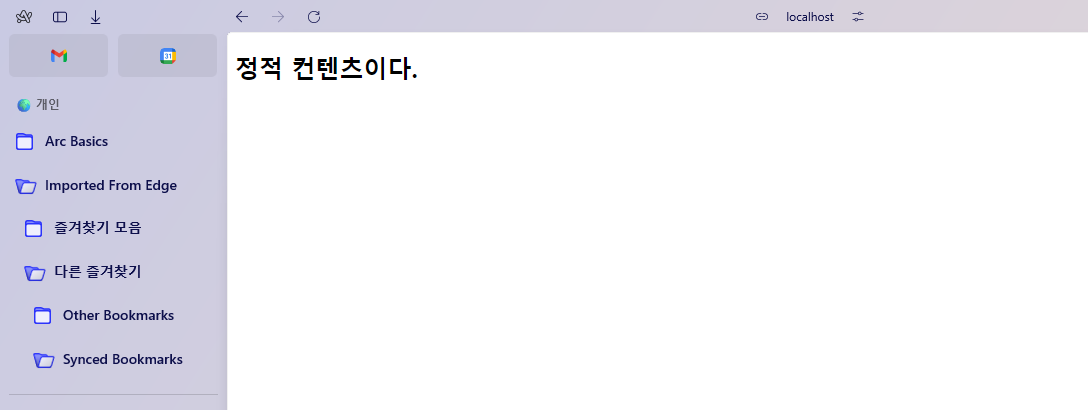 localhost
31
개인
Arc Basics
Imported From Edge
즐겨찾기 모음
다른 즐겨찾기
Other Bookmarks
Synced Bookmarks
정적 컨텐츠이다.